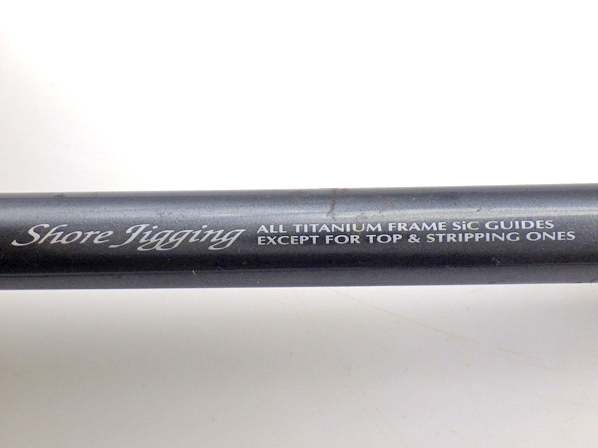 Shore Jigging
ALL TITANIUM FRAME SiC GUIDES
EXCEPT FOR TOP & STRIPPING ONES